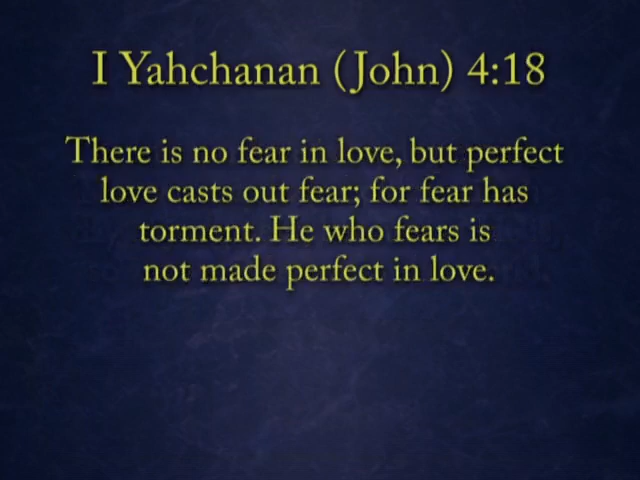 I Yahchanan (John) 4:18
There is no fear in love, but perfect
love casts out fear; for fear has
torment. He who fears is
not made perfect in love.